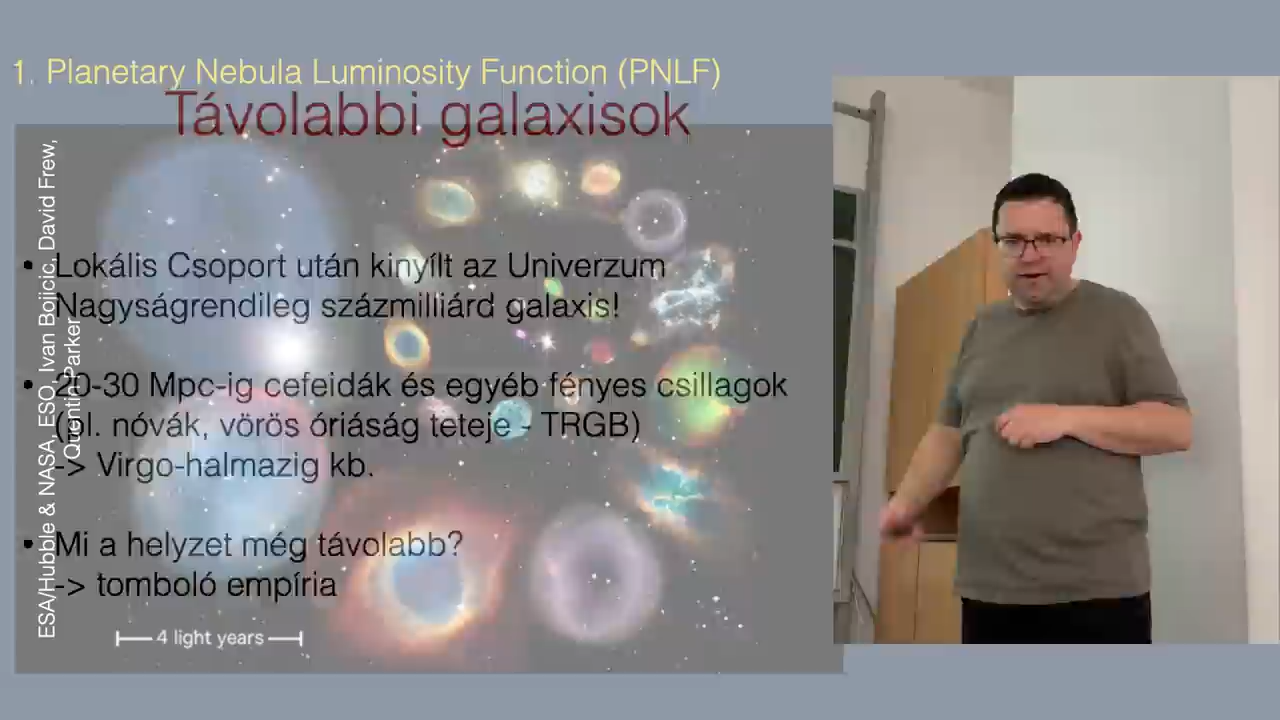 1. Planetary Nebula Luminosity Function (PNLF)
Távolabbi galaxisok
• Lokális Csoport után kinyílt az Univerzum
Nagyságrendileg százmilliárd galaxis!
• 20-30 Mpc-ig cefeidák és egyéb fényes csillagok
(pl. nóvák, vörös óriáság teteje - TRGB)
-> Virgo-halmazig kb.
• Mi a helyzet még távolabb?
-> tomboló empíria
4 light years
ESA/Hubble & NASA, ESO, Ivan Bojicic, David Frew,
Quentin Parker